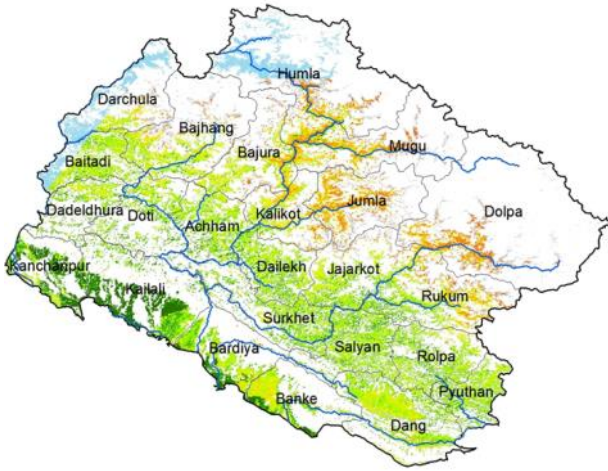 Humla
Darchula
Bajhang
Mugu
Baitadi
Bajura
Jumla
Dolpa
Dadeldhura
Doti
Achham
Kalikot
Kanchanpur
Dailekh
Jajarkot
Kailali
Rukum
Surkhet
Bardiya
Salyan
Rolpa
Pyuthan
Banke
Dang